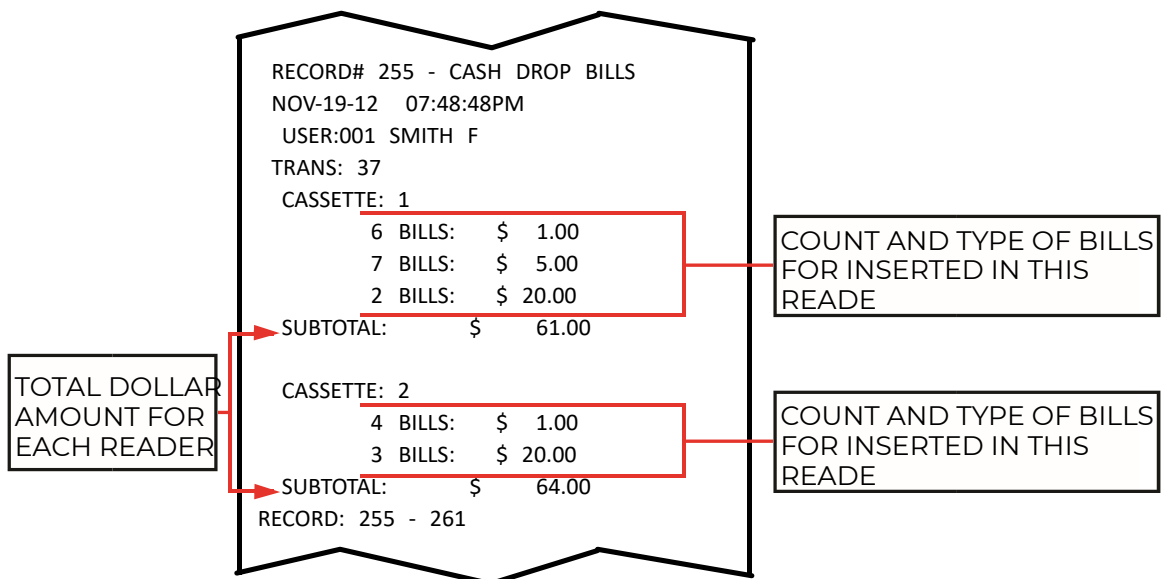 RECORD# 255 - CASH DROP BILLS
NOV-19-12 07:48:48PM
USER:001 SMITH F
TRANS: 37
CASSETTE: 1
6 BILLS: $ 1.00
7 BILLS: $ 5.00
2 BILLS: $ 20.00
SUBTOTAL: $ 61.00
COUNT AND TYPE OF BILLS
FOR INSERTED IN THIS
READE
TOTAL DOLLAR
AMOUNT FOR
EACH READER
CASSETTE: 2
4 BILLS: $ 1.00
3 BILLS: $ 20.00
SUBTOTAL: $ 64.00
RECORD: 255 - 261
COUNT AND TYPE OF BILLS
FOR INSERTED IN THIS
READE